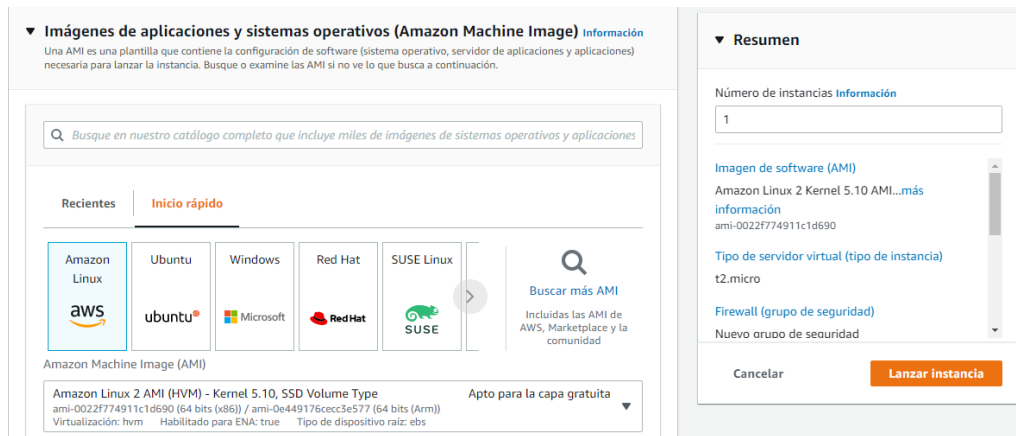 Imágenes de aplicaciones y sistemas operativos (Amazon Machine Image) Información
Una AMI es una plantilla que contiene la configuración de software (sistema operativo, servidor de aplicaciones y aplicaciones)
necesaria para lanzar la instancia. Busque o examine las AMI si no ve lo que busca a continuación.
Busque en nuestro catálogo completo que incluye miles de imágenes de sistemas operativos y aplicaciones
Recientes
Inicio rápido
Amazon
Linux
aws
Ubuntu
ubuntu®
Windows
Microsoft
Red Hat
Red Hat
SUSE Linux
SUSE
Buscar más AMI
Incluidas las AMI de
AWS, Marketplace y la
comunidad
Amazon Machine Image (AMI)
Amazon Linux 2 AMI (HVM) - Kernel 5.10, SSD Volume Type Apto para la capa gratuita
ami-0022f774911c1d690 (64 bits (x86)) / ami-0e449176cecc3e577 (64 bits (Arm))
Virtualización: hvm Habilitado para ENA: true Tipo de dispositivo raíz: ebs
Resumen
Número de instancias Información
1
Imagen de software (AMI)
Amazon Linux 2 Kernel 5.10 AMI...más
información
ami-0022f774911c1d690
Tipo de servidor virtual (tipo de instancia)
t2.micro
Firewall (grupo de seguridad)
Nuevo grupo de seguridad
Cancelar
Lanzar instancia